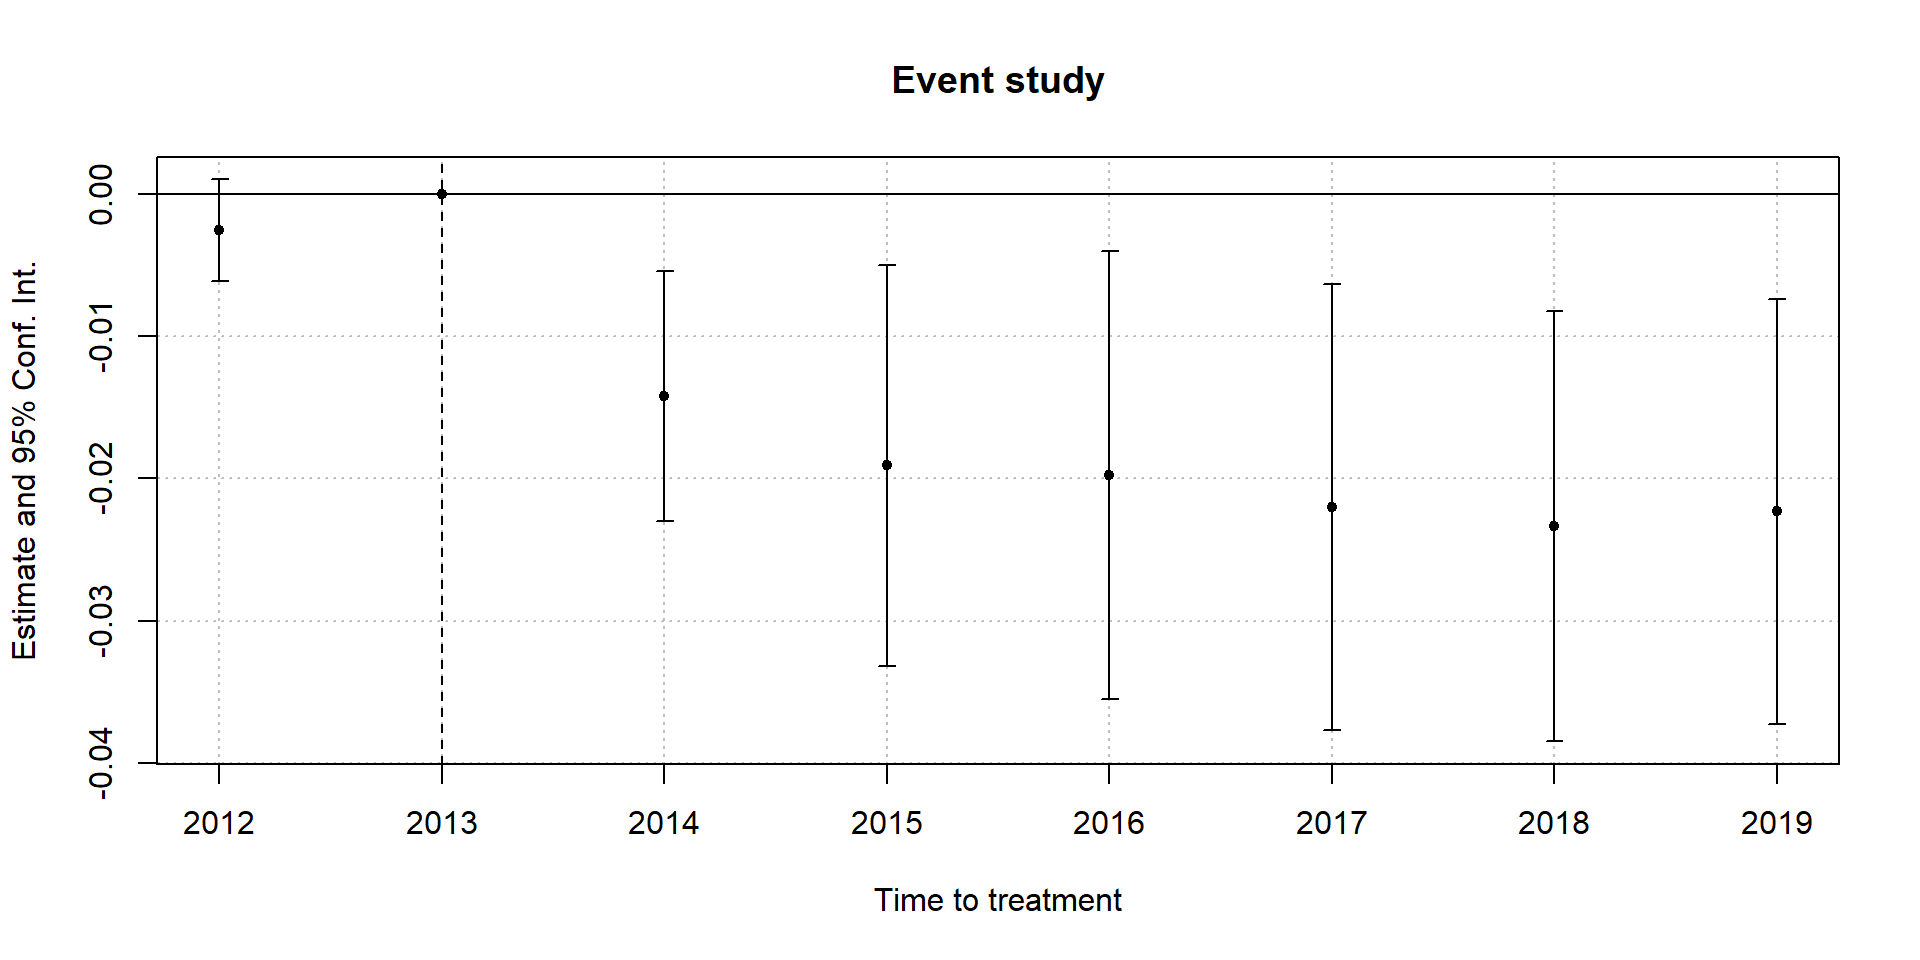 Event study
Estimate and 95% Conf. Int.
0.00
-0.01
-0.02
-0.03
-0.04
2012 2013 2014 2015 2016 2017 2018 2019
Time to treatment